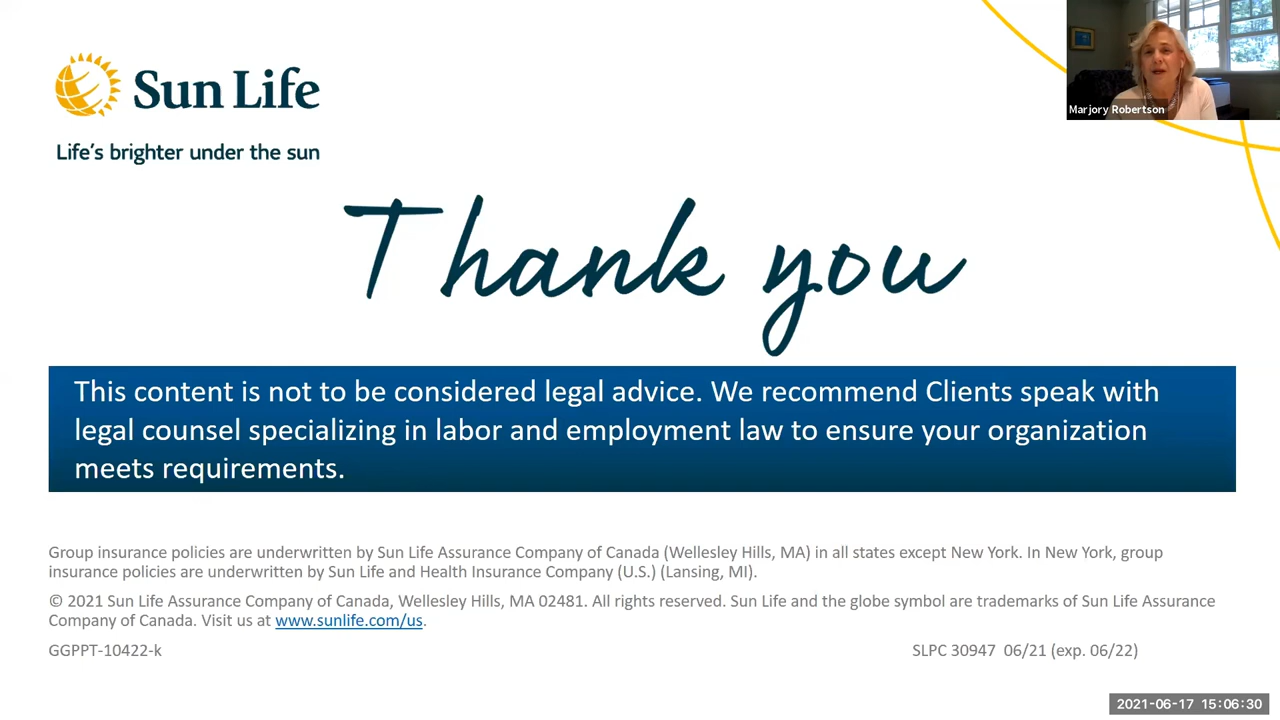 Sun Life
Life's brighter under the sun
Marjory Robertson
Thank you
This content is not to be considered legal advice. We recommend Clients speak with
legal counsel specializing in labor and employment law to ensure your organization
meets requirements.
Group insurance policies are underwritten by Sun Life Assurance Company of Canada (Wellesley Hills, MA) in all states except New York. In New York, group
insurance policies are underwritten by Sun Life and Health Insurance Company (U.S.) (Lansing, MI).
© 2021 Sun Life Assurance Company of Canada, Wellesley Hills, MA 02481. All rights reserved. Sun Life and the globe symbol are trademarks of Sun Life Assurance
Company of Canada. Visit us at www.sunlife.com/us.
GGPPT-10422-k
SLPC 30947 06/21 (exp. 06/22)
2021-06-17 15:06:30